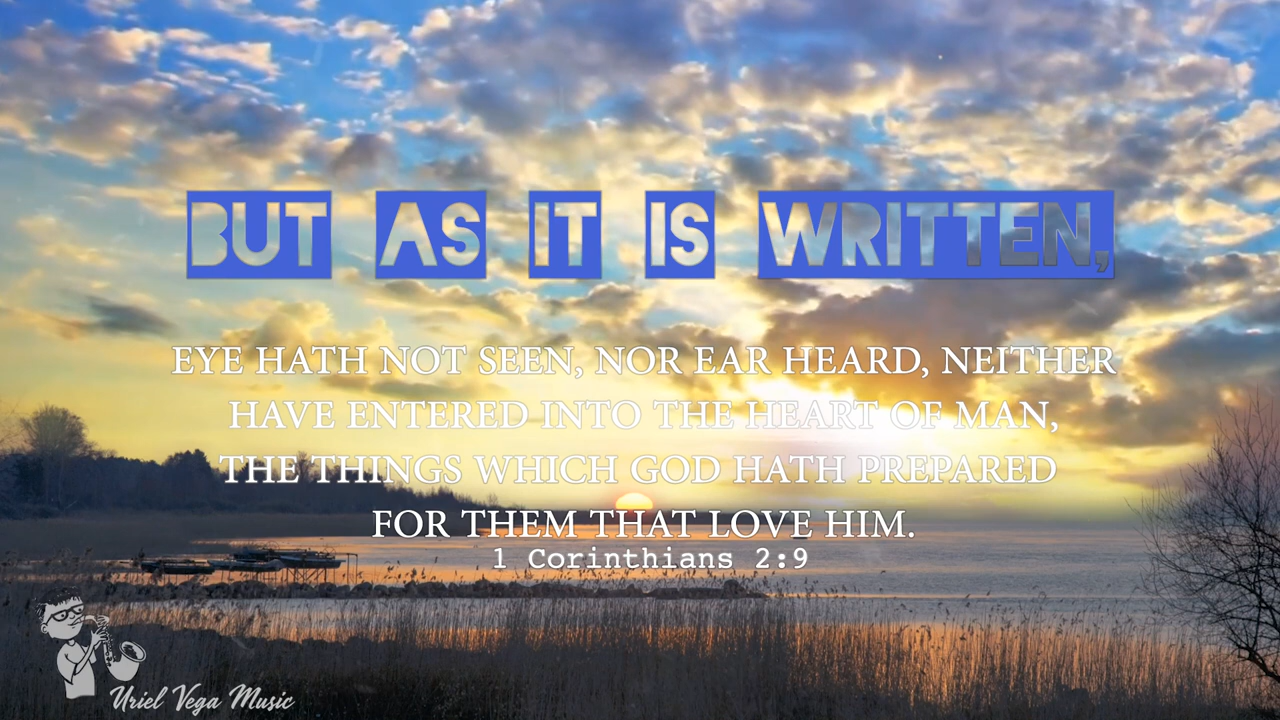 BUT AS IT IS WRITTEN,
EYE HATH NOT SEEN, NOR EAR HEARD, NEITHER
HAVE ENTERED INTO THE HEART OF MAN,
THE THINGS WHICH GOD HATH PREPARED
FOR THEM THAT LOVE HIM.
1 Corinthians 2:9
Uriel Vega Music